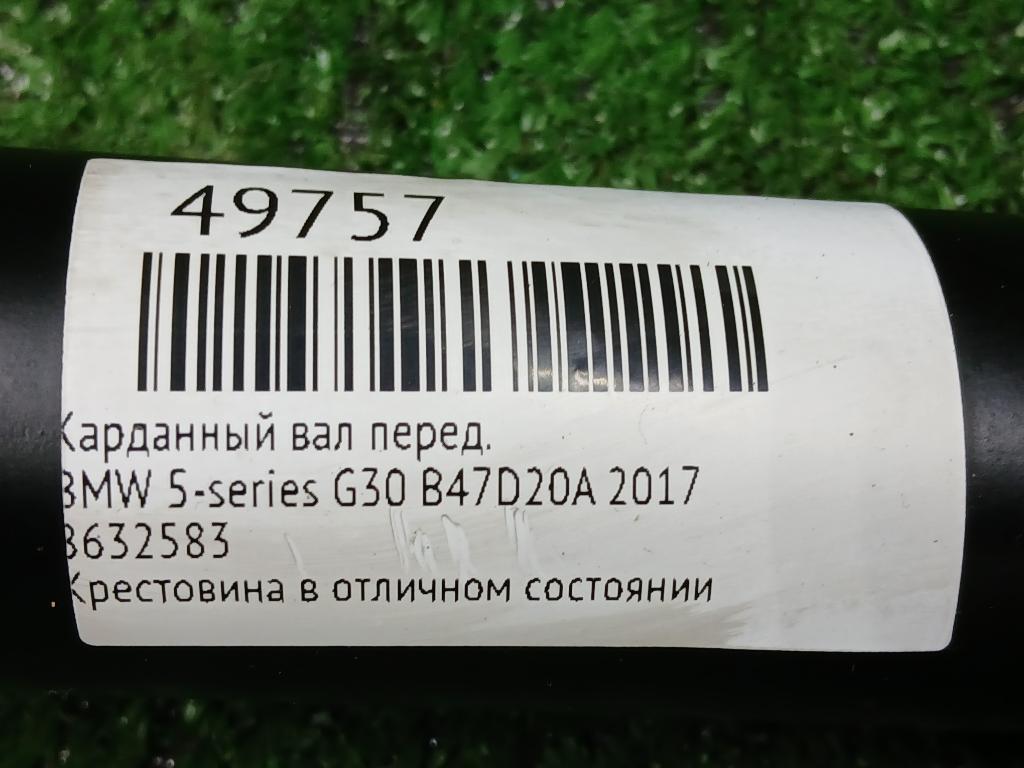 49757
Карданный вал перед.
BMW 5-series G30 B47D20A 2017
8632583
Крестовина в отличном состоянии